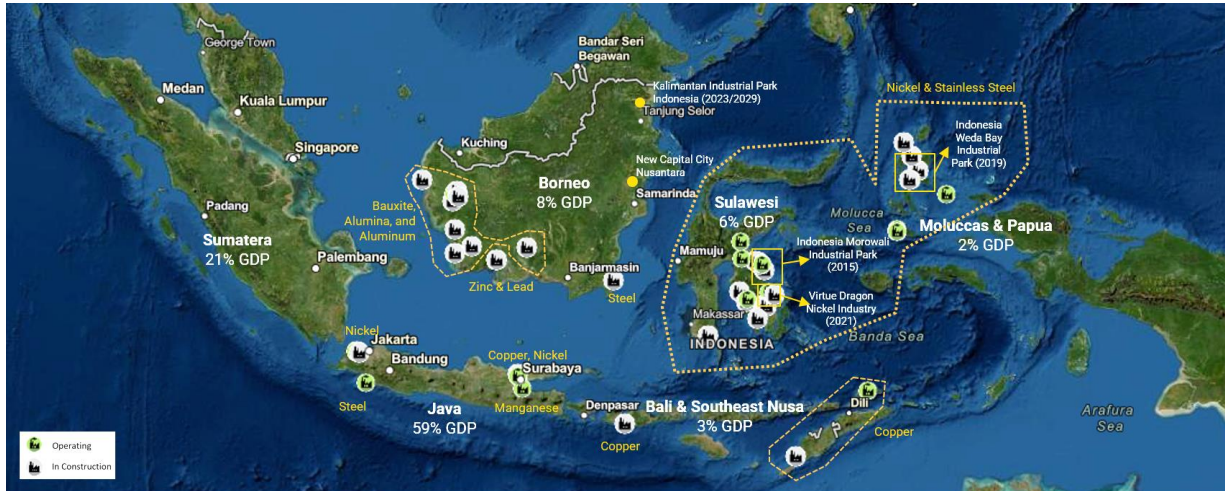 George Town
Medan
Kuala Lumpur
Singapore
Padang
Sumatera
21% GDP
Palembang
Bandar Seri
Begawan
Kuching
Kalimantan Industrial Park
Indonesia (2023/2029)
Tanjung Selor
New Capital City
Nusantara
Samarinda
Borneo
8% GDP
Bauxite,
Alumina, and
Aluminum
Zinc & Lead
Banjarmasin
Steel
Nickel & Stainless Steel
Indonesia
Weda Bay
Industrial
Park (2019)
Molucca
Sea
Moluccas & Papua
2% GDP
Sulawesi
6% GDP
Mamuju
Indonesia Morowali
Industrial Park
(2015)
Virtue Dragon
Nickel Industry
(2021)
Makassar
INDONESIA
Banda Sea
Nickel
Jakarta
Bandung
Steel
Java
59% GDP
Copper, Nickel
Surabaya
Manganese
Denpasar
Copper
Bali & Southeast Nusa
3% GDP
Dili
Copper
Arafura
Sea
Operating
In Construction